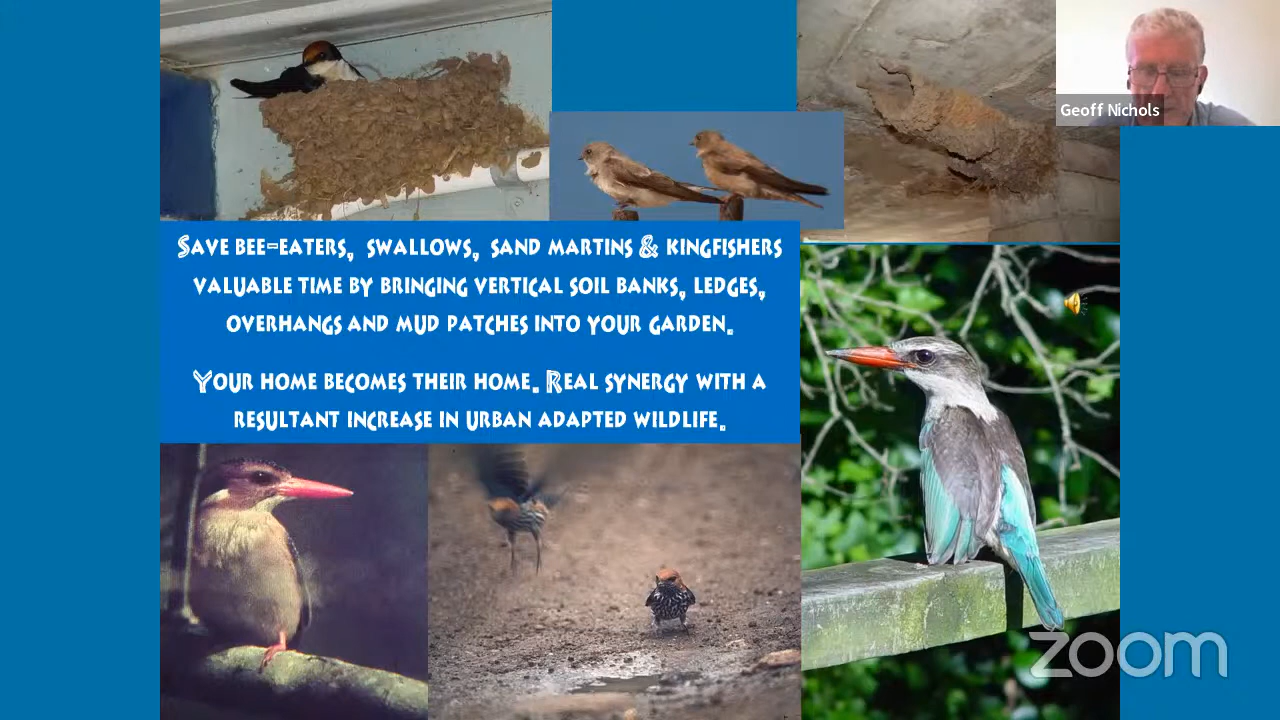 Geoff Nichols
Save bee-eaters, swallows, sand martins & kingfishers
valuable time by bringing vertical soil banks, ledges,
overhangs and mud patches into your garden.
Your home becomes their home. Real synergy with a
resultant increase in urban adapted wildlife.
zoom